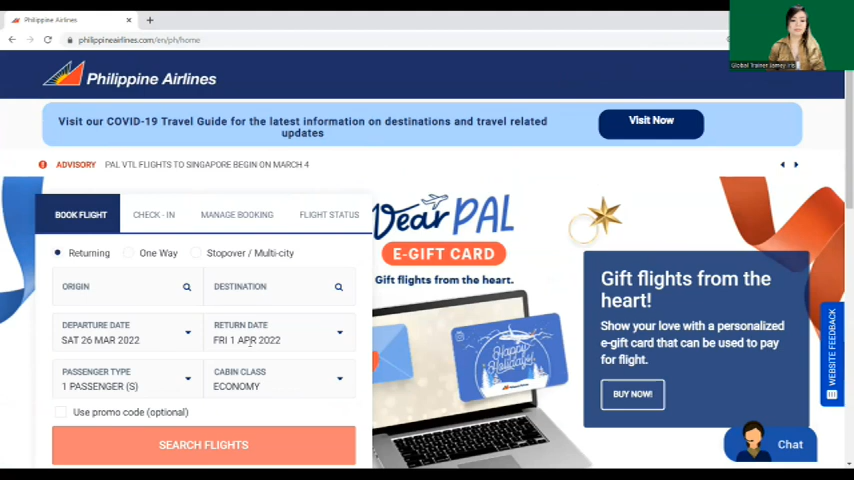 Philippine Airlines
philippineairlines.com/en/ph/home
Philippine Airlines
Visit our COVID-19 Travel Guide for the latest information on destinations and travel related
updates
Visit Now
ADVISORY PAL VTL FLIGHTS TO SINGAPORE BEGIN ON MARCH 4
BOOK FLIGHT CHECK - IN MANAGE BOOKING FLIGHT STATUS
Returning One Way Stopover / Multi-city
ORIGIN DESTINATION
DEPARTURE DATE RETURN DATE
SAT 26 MAR 2022 FRI 1 APR 2022
PASSENGER TYPE CABIN CLASS
1 PASSENGER (S) ECONOMY
Use promo code (optional)
SEARCH FLIGHTS
Dear PAL
E-GIFT CARD
Gift flights from the heart.
Happy
Holidays!
Gift flights from the
heart!
Show your love with a personalized
e-gift card that can be used to pay
for flight.
BUY NOW!
WEBSITE FEEDBACK
Chat
Global Trainer